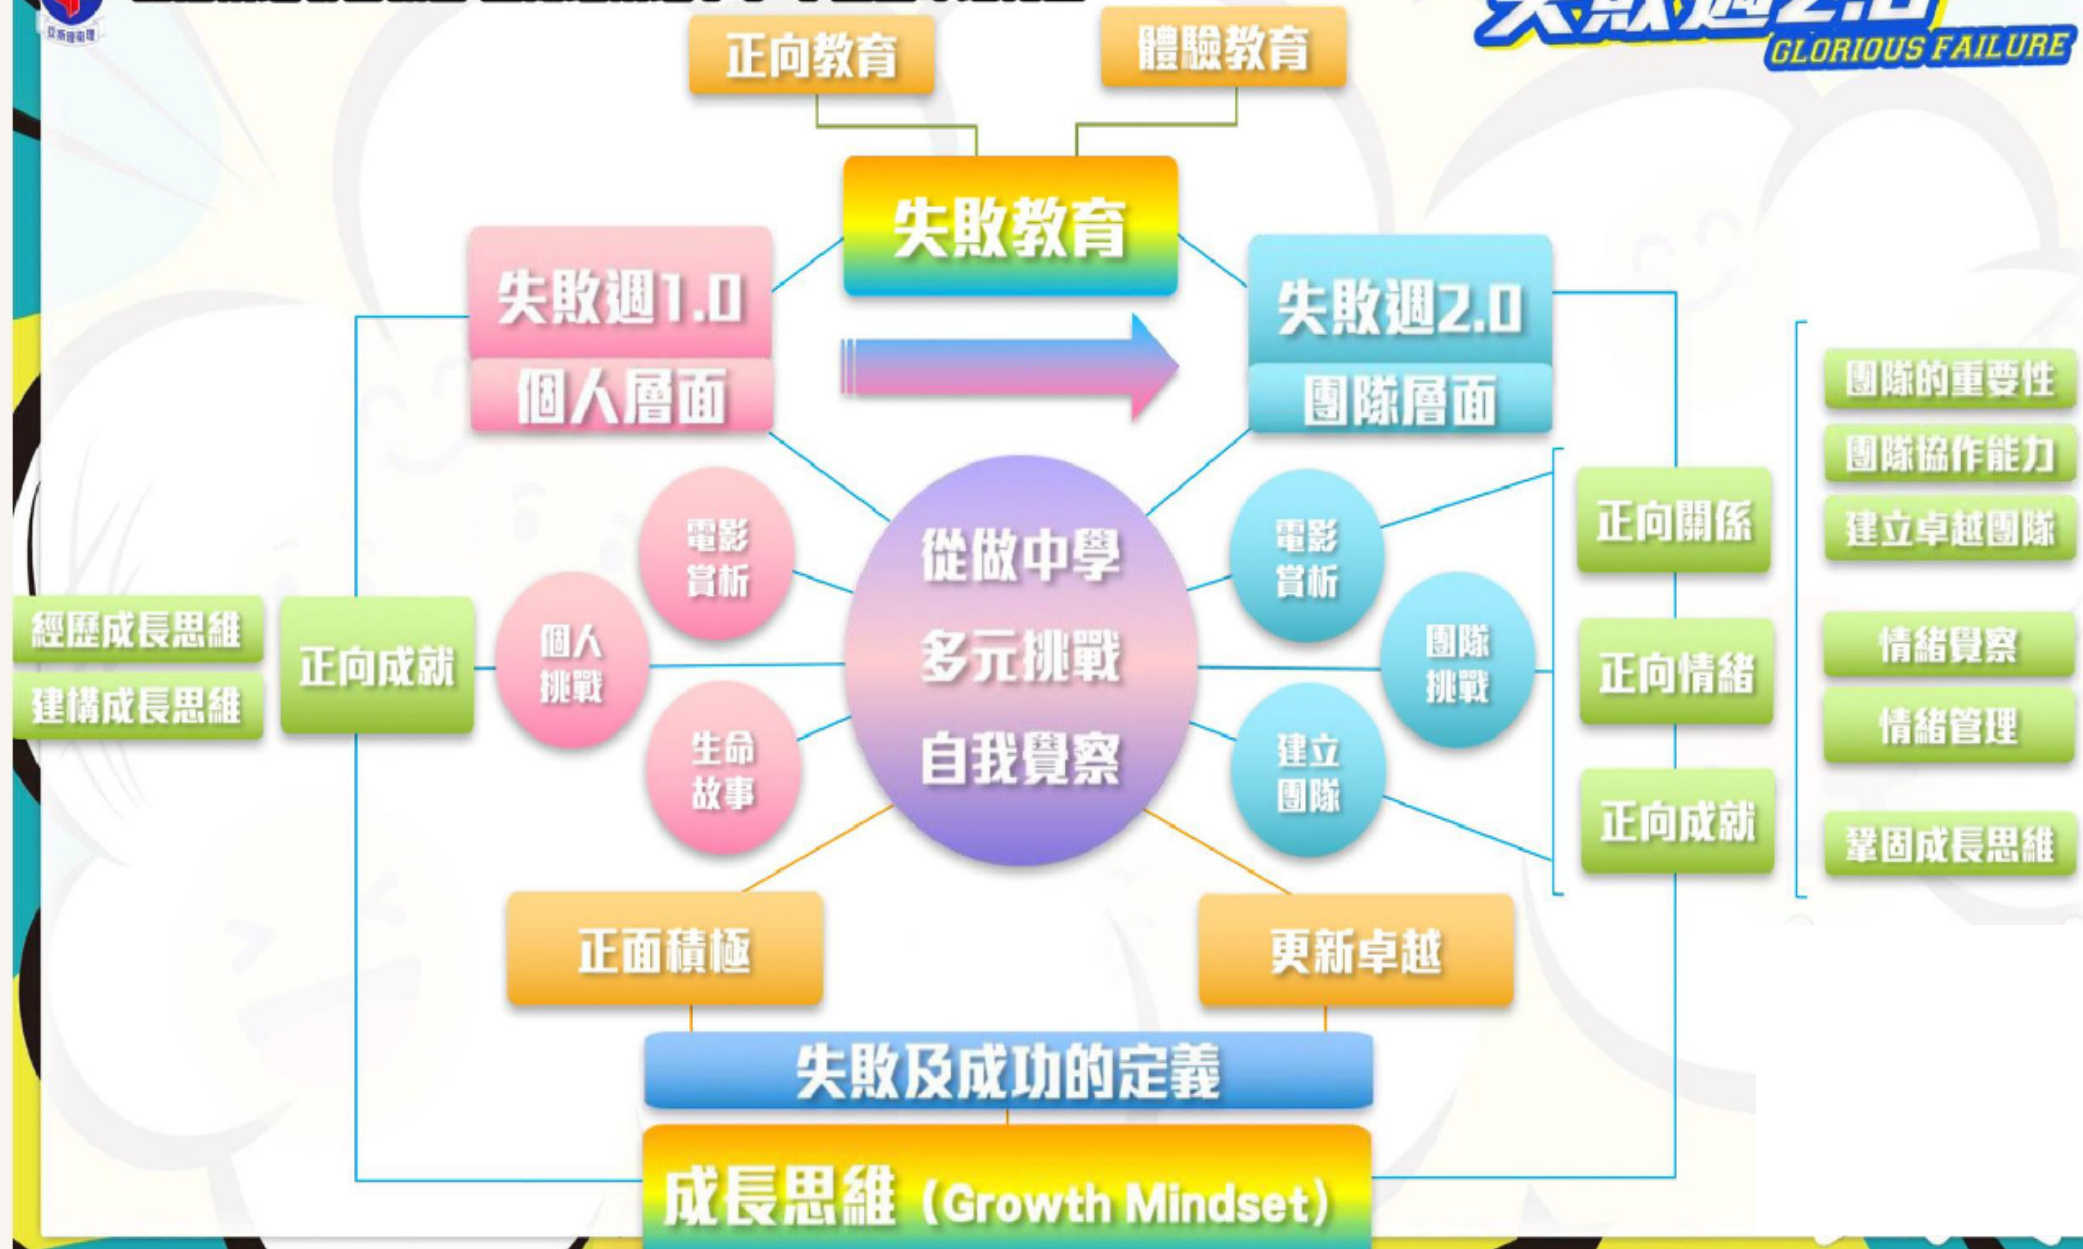 失敗週2.0
GLORIOUS FAILURE
正向教育
體驗教育
失敗教育
失敗週1.0
個人層面
失敗週2.0
團隊層面
從做中學
多元挑戰
自我覺察
電影
賞析
個人
挑戰
生命
故事
正向成就
經歷成長思維
建構成長思維
電影
賞析
團隊
挑戰
建立
團隊
正向關係
正向情緒
正向成就
團隊的重要性
團隊協作能力
建立卓越團隊
情緒覺察
情緒管理
鞏固成長思維
正面積極
更新卓越
失敗及成功的定義
成長思維（Growth Mindset）